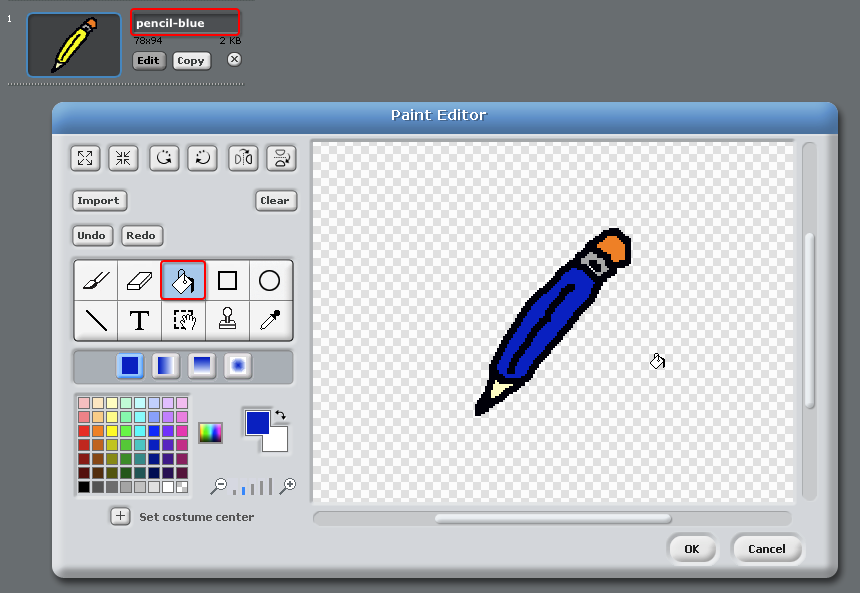 1
pencil-blue
78x94 2 KB
Edit Copy
Paint Editor
Import Clear
Undo Redo
T
Set costume center
OK Cancel